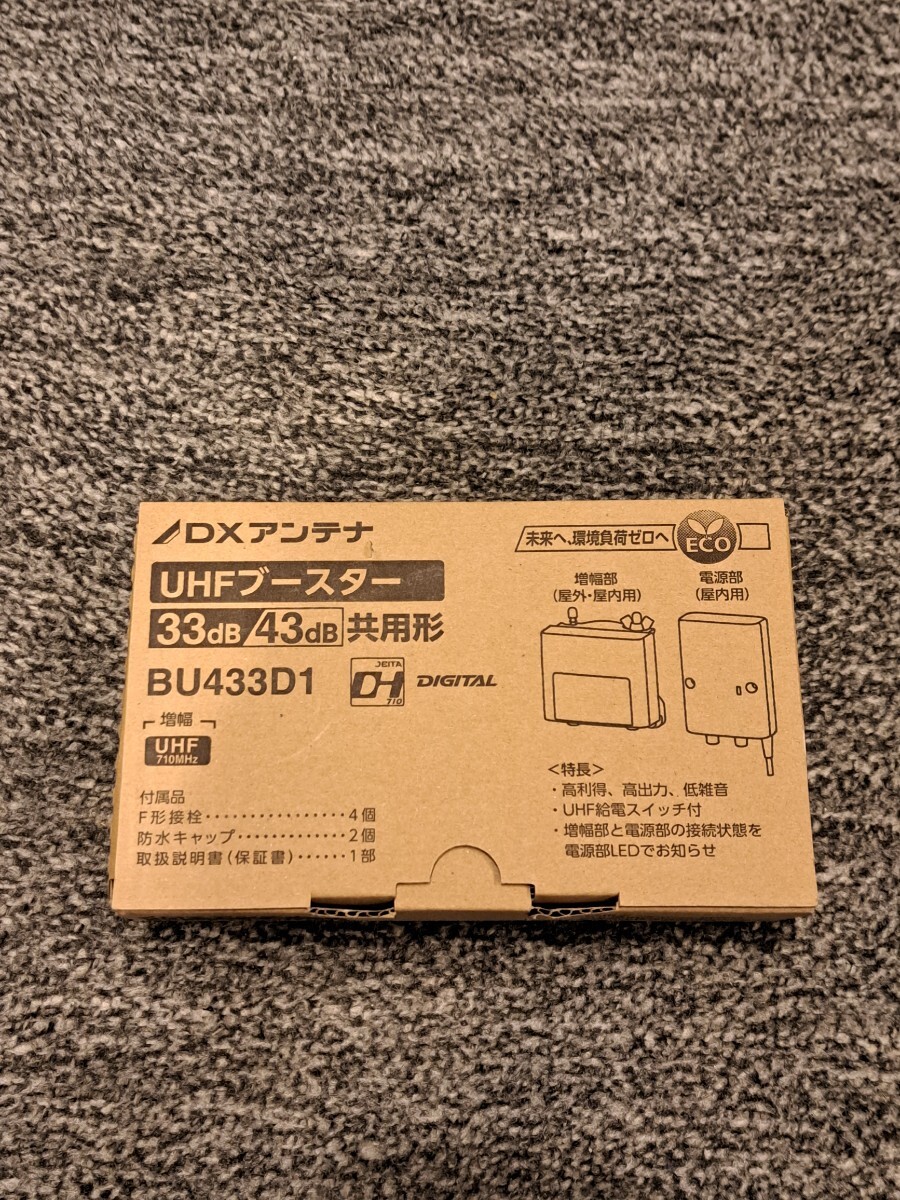 DXアンテナ
未来へ、環境負荷ゼロへ
ECO
UHFブースター
33dB/43dB 共用形
BU433D1
JEITA
DH
710
DIGITAL
増幅
UHF
710MHz
付属品
F形接栓・・・・・・・・・・・・・・・・4個
防水キャップ・・・・・・・・・・・・2個
取扱説明書(保証書)・・・・・・1部
増幅部
(屋外・屋内用)
電源部
(屋内用)
<特長>
・高利得、高出力、低雑音
・UHF給電スイッチ付
・増幅部と電源部の接続状態を
電源部LEDでお知らせ